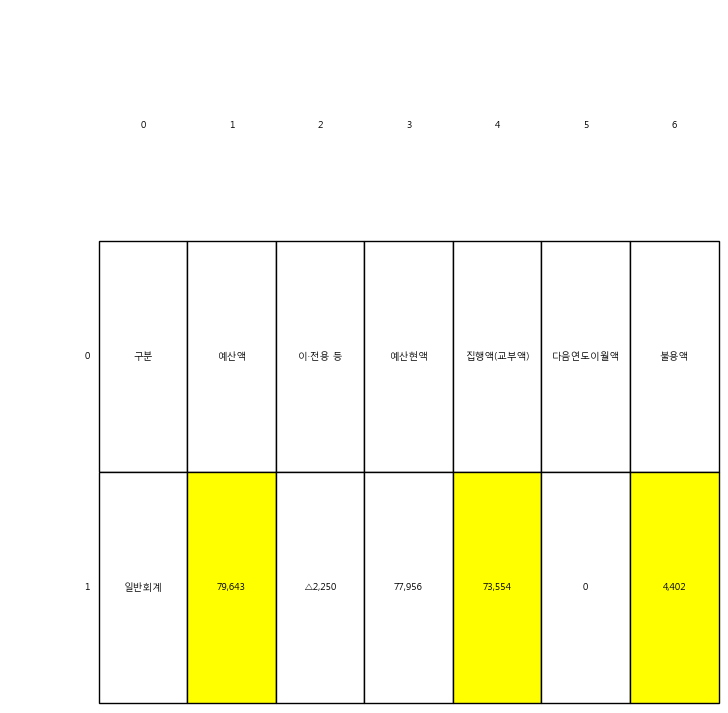 0 1 2 3 4 5 6
0 구분 예산액 이·전용 등 예산현액 집행액(교부액) 다음연도이월액 불용액
1 일반회계 79,643 △2,250 77,956 73,554 0 4,402